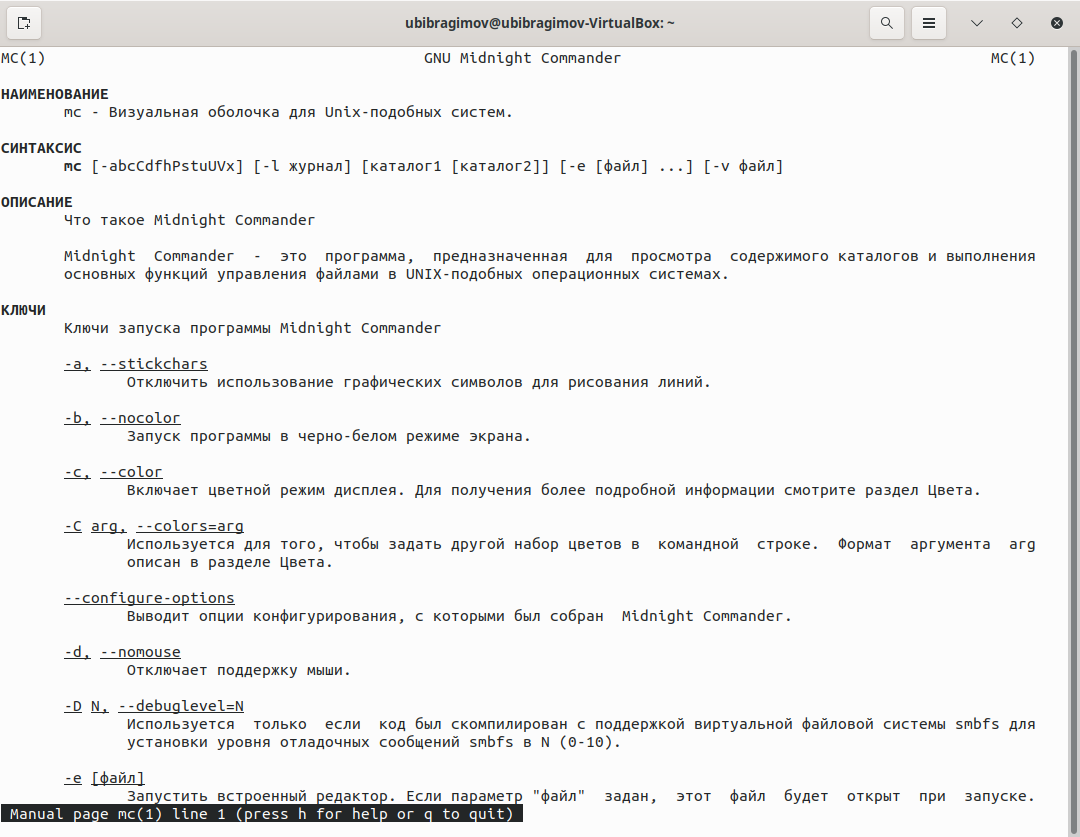 ubibragimov@ubibragimov-VirtualBox: ~
MC(1) GNU Midnight Commander MC(1)
НАИМЕНОВАНИЕ
mc - Визуальная оболочка для Unix-подобных систем.
СИНТАКСИС
mc [-abcCdfhPstuUVx] [-l журнал] [каталог1 [каталог2]] [-e [файл] ...] [-v файл]
ОПИСАНИЕ
Что такое Midnight Commander
Midnight Commander - это программа, предназначенная для просмотра содержимого каталогов и выполнения
основных функций управления файлами в UNIX-подобных операционных системах.
КЛЮЧИ
Ключи запуска программы Midnight Commander
-a, --stickchars
Отключить использование графических символов для рисования линий.
-b, --nocolor
Запуск программы в черно-белом режиме экрана.
-c, --color
Включает цветной режим дисплея. Для получения более подробной информации смотрите раздел Цвета.
-C arg, --colors=arg
Используется для того, чтобы задать другой набор цветов в командной строке. Формат аргумента arg
описан в разделе Цвета.
--configure-options
Выводит опции конфигурирования, с которыми был собран Midnight Commander.
-d, --nomouse
Отключает поддержку мыши.
-D N, --debuglevel=N
Используется только если код был скомпилирован с поддержкой виртуальной файловой системы smbfs для
установки уровня отладочных сообщений smbfs в N (0-10).
-e [файл]
Запустить встроенный редактор. Если параметр "файл" задан, этот файл будет открыт при запуске.
Manual page mc(1) line 1 (press h for help or q to quit)